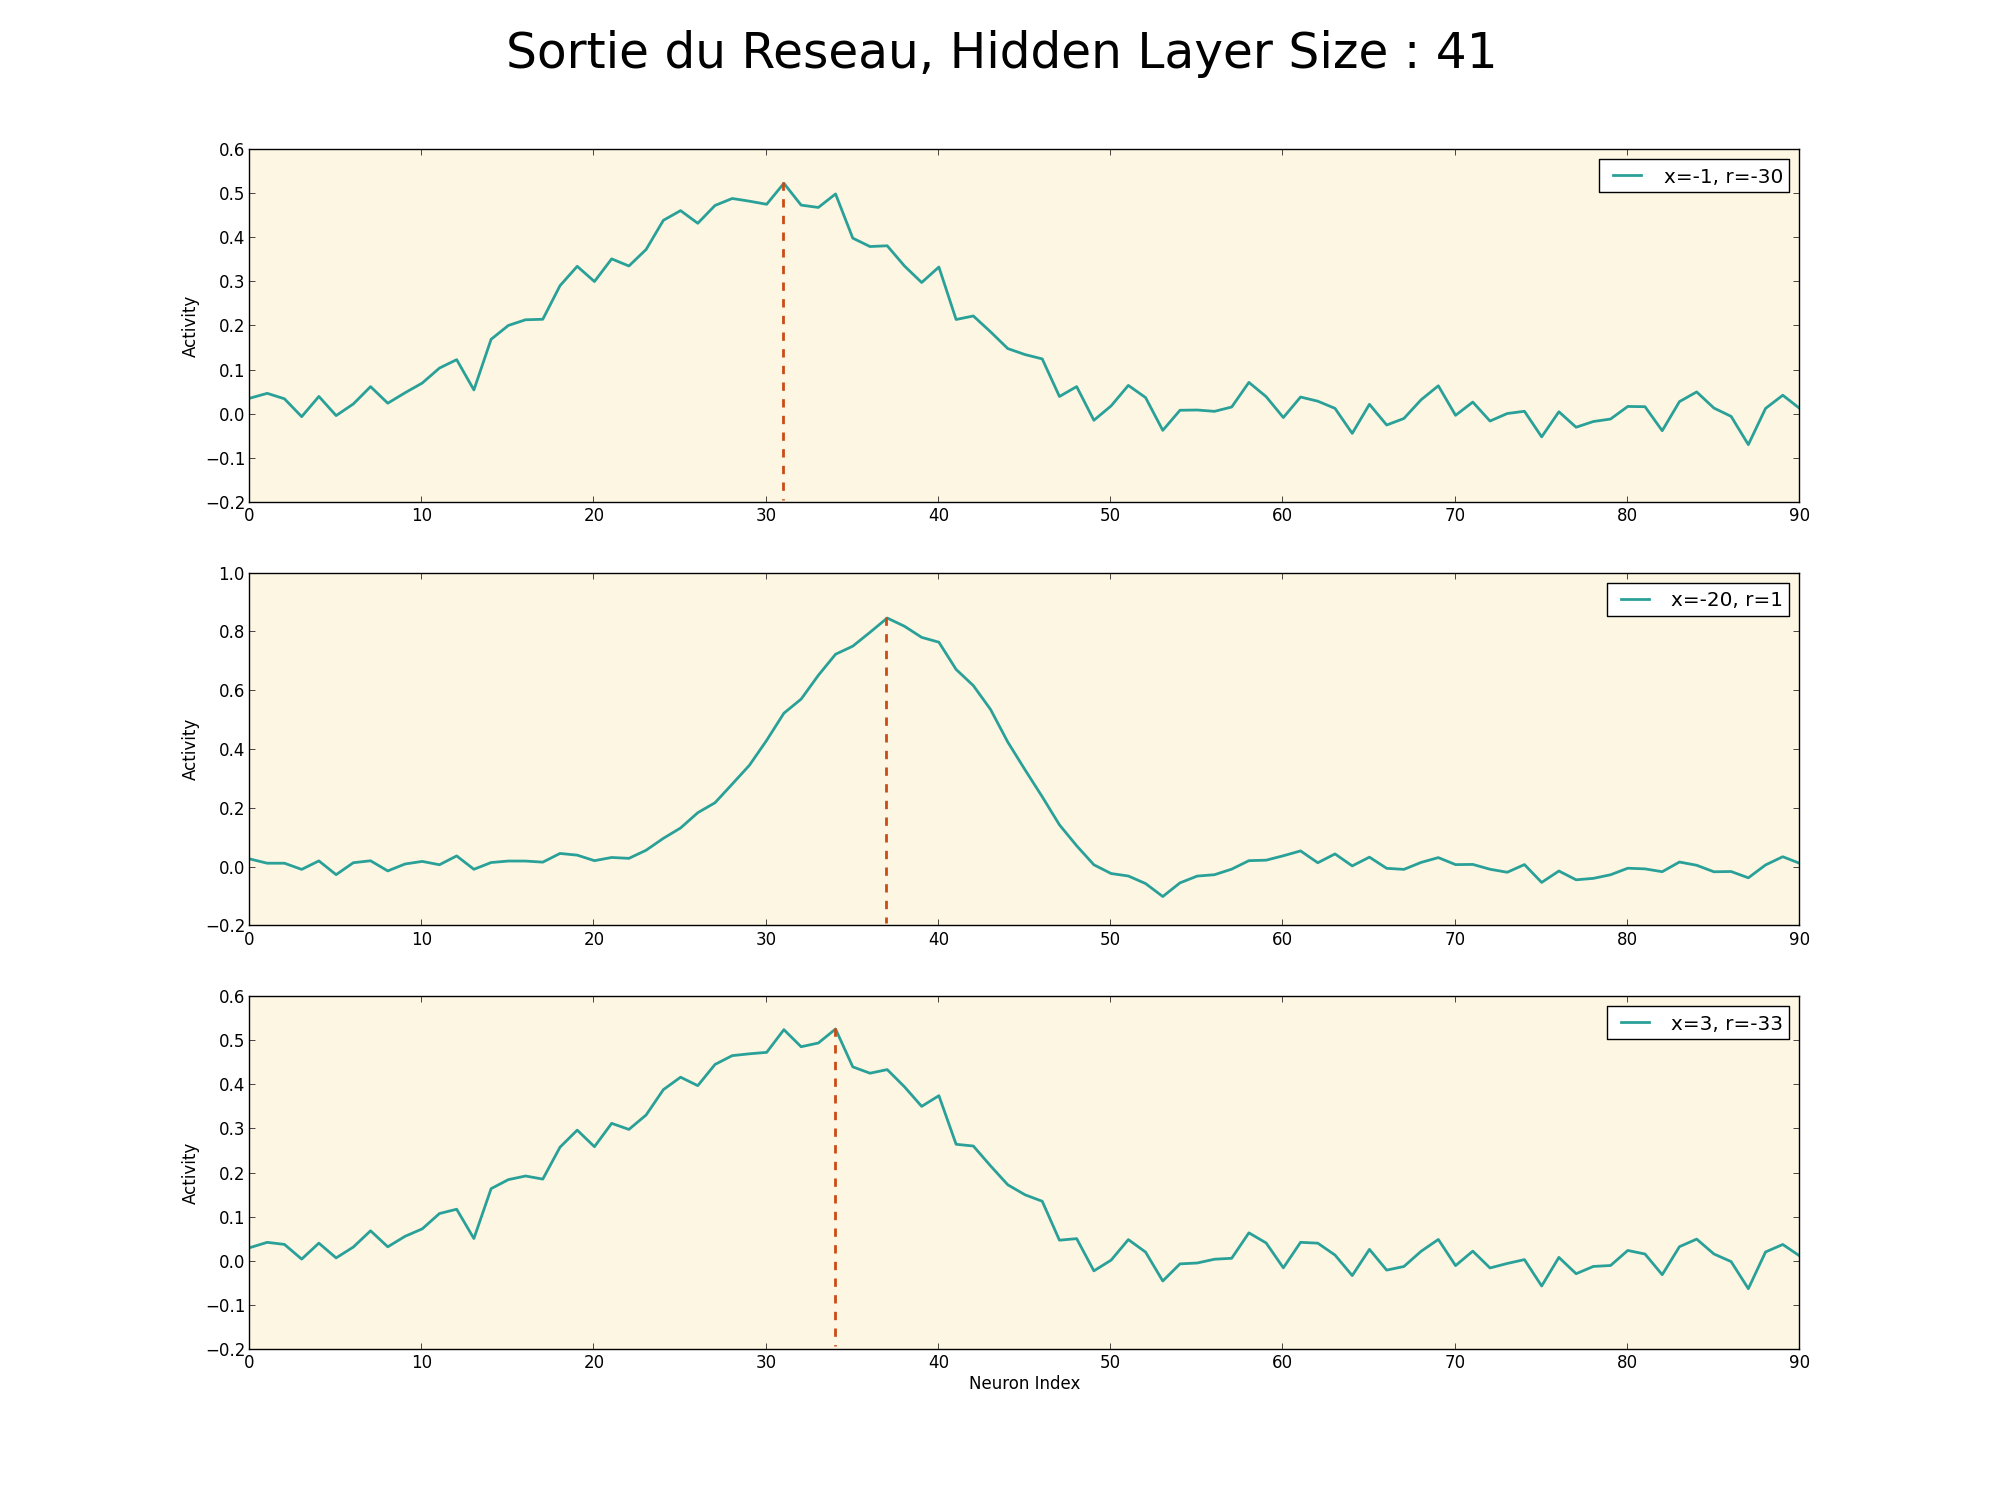 Sortie du Reseau, Hidden Layer Size : 41
0.6
0.5
0.4
0.3
0.2
0.1
0.0
−0.1
−0.2
Activity
x=-1, r=-30
0 10 20 30 40 50 60 70 80 90
1.0
0.8
0.6
0.4
0.2
0.0
−0.2
Activity
x=-20, r=1
0 10 20 30 40 50 60 70 80 90
0.6
0.5
0.4
0.3
0.2
0.1
0.0
−0.1
−0.2
Activity
x=3, r=-33
0 10 20 30 40 50 60 70 80 90
Neuron Index